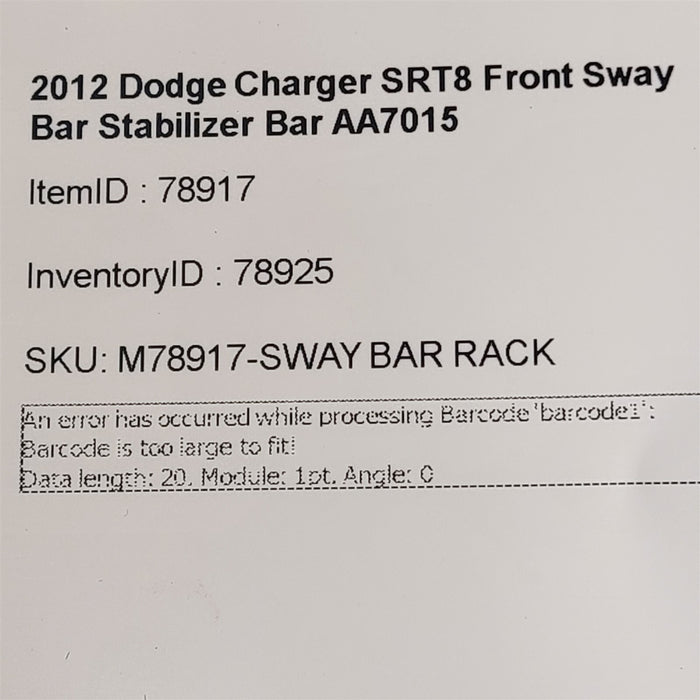 2012 Dodge Charger SRT8 Front Sway
Bar Stabilizer Bar AA7015
ItemID : 78917
InventoryID : 78925
SKU: M78917-SWAY BAR RACK
An error has occurred while processing Barcode 'barcode1':
Barcode is too large to fit!
Data length: 20. Module: 1pt. Angle: 0